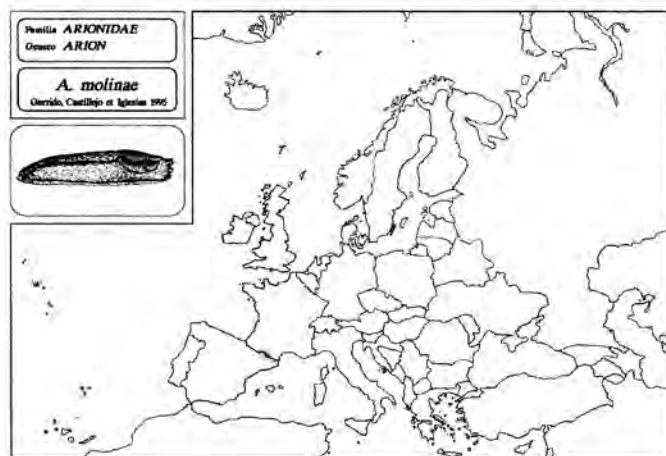 Familia ARIONIDAE
Genero ARION
A. molinae
Garrido, Castillejo et Iglesias 1995